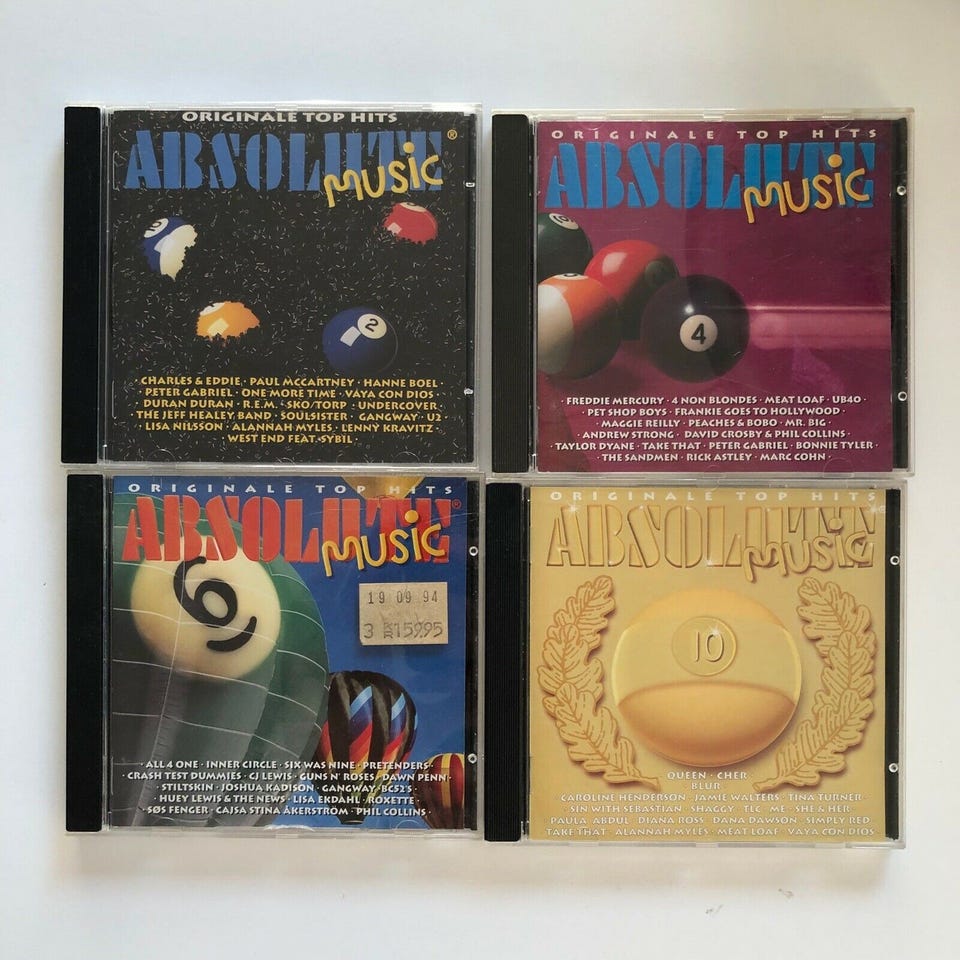 ORIGINALE TOP HITS
ABSOLUTE®
MUSIC
2
CHARLES & EDDIE · PAUL MCCARTNEY · HANNE BOEL
· PETER GABRIEL · ONE MORE TIME · VAYA CON DIOS ·
DURAN DURAN · R.E.M. · SKO/TORP · UNDERCOVER ·
THE JEFF HEALEY BAND · SOULSISTER · GANGWAY · U2 ·
LISA NILSSON · ALANNAH MYLES · LENNY KRAVITZ ·
WEST END FEAT. SYBIL
ORIGINALE TOP HITS
ABSOLUTE
MUSIC
4
FREDDIE MERCURY · 4 NON BLONDES · MEAT LOAF · UB40 ·
· PET SHOP BOYS · FRANKIE GOES TO HOLLYWOOD ·
· MAGGIE REILLY · PEACHES & BOBO · MR. BIG ·
ANDREW STRONG · DAVID CROSBY & PHIL COLLINS ·
TAYLOR DYANE · TAKE THAT · PETER GABRIEL · BONNIE TYLER ·
· THE SANDMEN · RICK ASTLEY · MARC COHN ·
ORIGINALE TOP HITS
ABSOLUTE®
MUSIC
6
19 09 94
3 KR 159.95
· ALL 4 ONE · INNER CIRCLE · SIX WAS NINE · PRETENDERS ·
· CRASH TEST DUMMIES · CJ LEWIS · GUNS N' ROSES · DAWN PENN ·
STILTSKIN · JOSHUA KADISON · GANGWAY · BC52'S ·
· HUEY LEWIS & THE NEWS · LISA EKDAHL · ROXETTE ·
· SØS FENGER · CAJSA STINA ÅKERSTRÖM · PHIL COLLINS ·
ORIGINALE TOP HITS
ABSOLUTE
MUSIC
10
QUEEN · CHER
BLUR
CAROLINE HENDERSON · JAMIE WALTERS · TINA TURNER
SIN WITH SEBASTIAN · SHAGGY · TLC · ME · SHE & HER
PAULA ABDUL · DIANA ROSS · DANA DAWSON · SIMPLY RED
TAKE THAT · ALANNAH MYLES · MEAT LOAF · VAYA CON DIOS